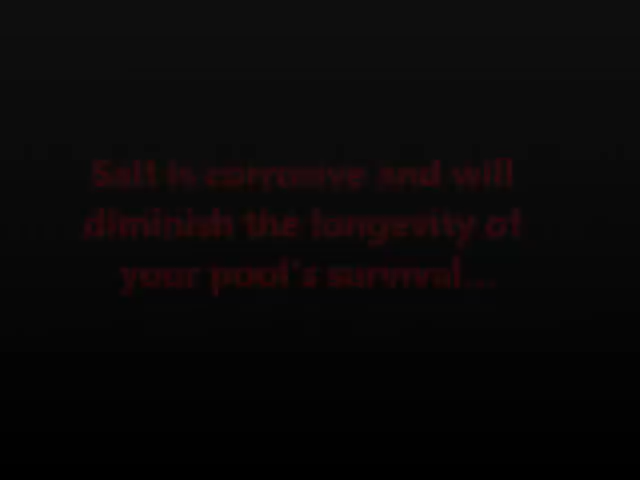 Salt is corrosive and will
diminish the longevity of
your pool's survival...